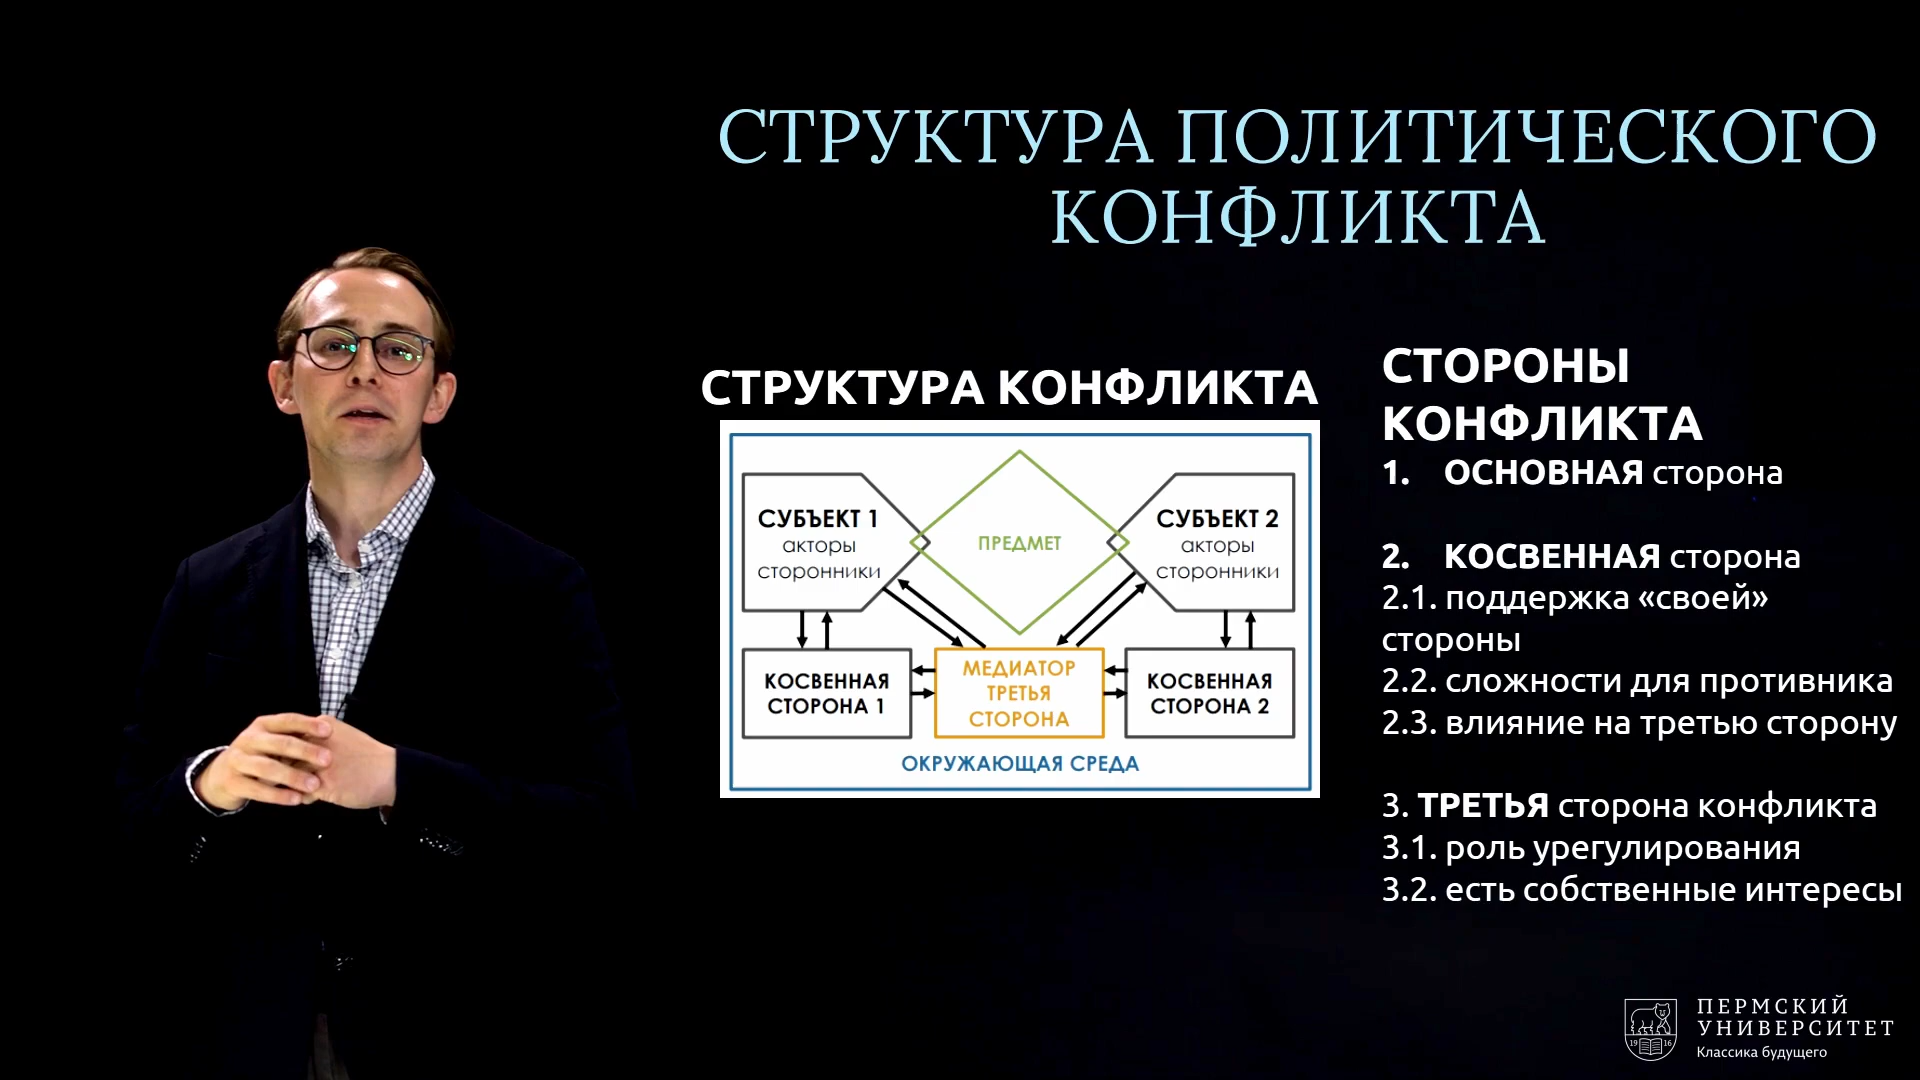 СТРУКТУРА ПОЛИТИЧЕСКОГО
КОНФЛИКТА
СТРУКТУРА КОНФЛИКТА
СУБЪЕКТ 1
акторы
сторонники
ПРЕДМЕТ
СУБЪЕКТ 2
акторы
сторонники
КОСВЕННАЯ
СТОРОНА 1
МЕДИАТОР
ТРЕТЬЯ
СТОРОНА
КОСВЕННАЯ
СТОРОНА 2
ОКРУЖАЮЩАЯ СРЕДА
СТОРОНЫ
КОНФЛИКТА
1. ОСНОВНАЯ сторона
2. КОСВЕННАЯ сторона
2.1. поддержка «своей»
стороны
2.2. сложности для противника
2.3. влияние на третью сторону
3. ТРЕТЬЯ сторона конфликта
3.1. роль урегулирования
3.2. есть собственные интересы
19 16
ПЕРМСКИЙ
УНИВЕРСИТЕТ
Классика будущего